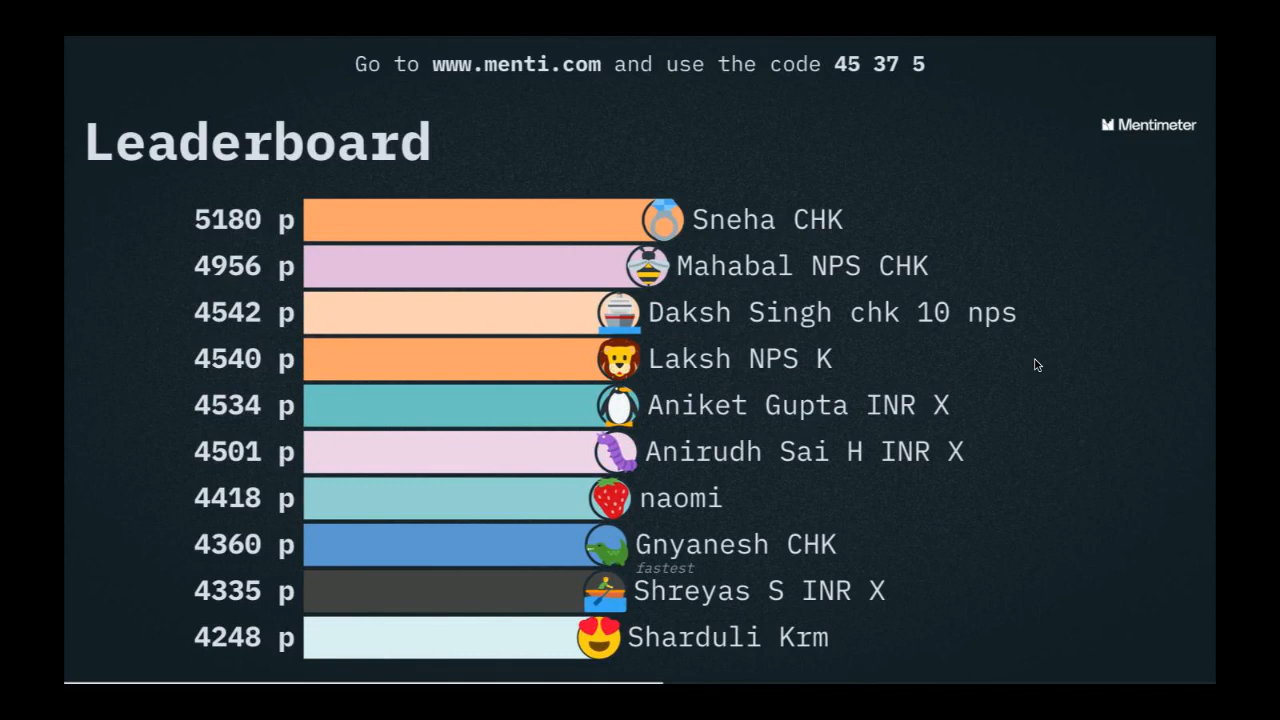 Go to www.menti.com and use the code 45 37 5
Mentimeter
Leaderboard
5180 p Sneha CHK
4956 p Mahabal NPS CHK
4542 p Daksh Singh chk 10 nps
4540 p Laksh NPS K
4534 p Aniket Gupta INR X
4501 p Anirudh Sai H INR X
4418 p naomi
4360 p Gnyanesh CHK
fastest
4335 p Shreyas S INR X
4248 p Sharduli Krm